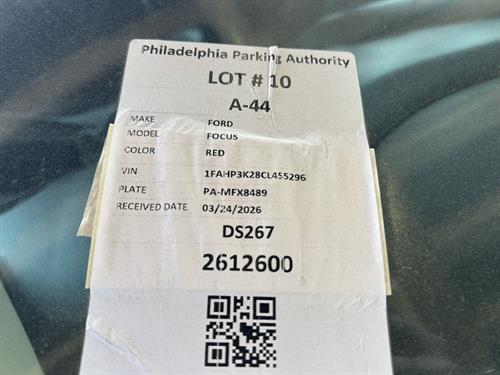 Philadelphia Parking Authority
LOT # 10
A-44
MAKE FORD
MODEL FOCUS
COLOR RED
VIN 1FAHP3K28CL455296
PLATE PA-MFX8489
RECEIVED DATE 03/24/2026
DS267
2612600